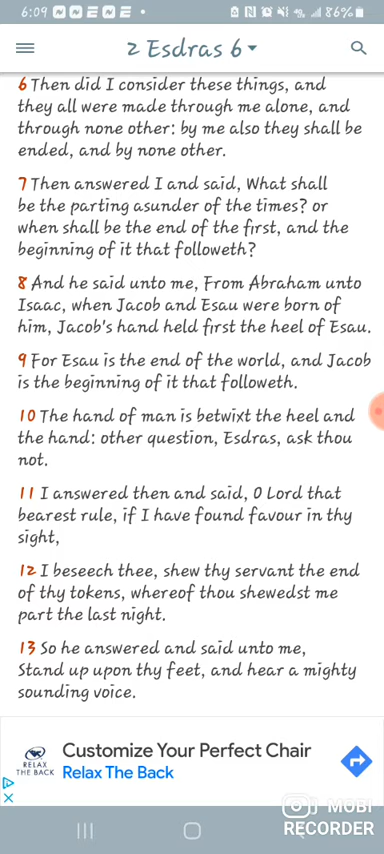 6:09 86%
2 Esdras 6
6 Then did I consider these things, and
they all were made through me alone, and
through none other: by me also they shall be
ended, and by none other.
7 Then answered I and said, What shall
be the parting asunder of the times? or
when shall be the end of the first, and the
beginning of it that followeth?
8 And he said unto me, From Abraham unto
Isaac, when Jacob and Esau were born of
him, Jacob's hand held first the heel of Esau.
9 For Esau is the end of the world, and Jacob
is the beginning of it that followeth.
10 The hand of man is betwixt the heel and
the hand: other question, Esdras, ask thou
not.
11 I answered then and said, O Lord that
bearest rule, if I have found favour in thy
sight,
12 I beseech thee, shew thy servant the end
of thy tokens, whereof thou shewedst me
part the last night.
13 So he answered and said unto me,
Stand up upon thy feet, and hear a mighty
sounding voice.
RELAX
THE BACK
Customize Your Perfect Chair
Relax The Back
MOBI
RECORDER